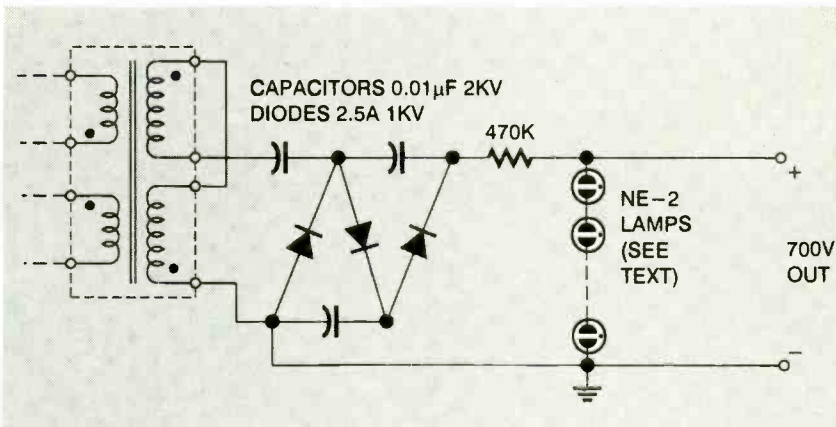 CAPACITORS 0.01µF 2KV
DIODES 2.5A 1KV
470K
+
NE-2
LAMPS
(SEE
TEXT)
700V
OUT
−